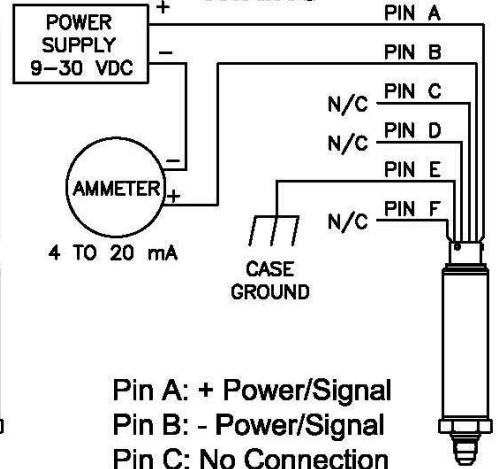 POWER
SUPPLY
9-30 VDC
+
-
AMMETER
-
+
4 TO 20 mA
PIN A
PIN B
N/C PIN C
N/C PIN D
PIN E
N/C PIN F
CASE
GROUND
Pin A: + Power/Signal
Pin B: - Power/Signal
Pin C: No Connection